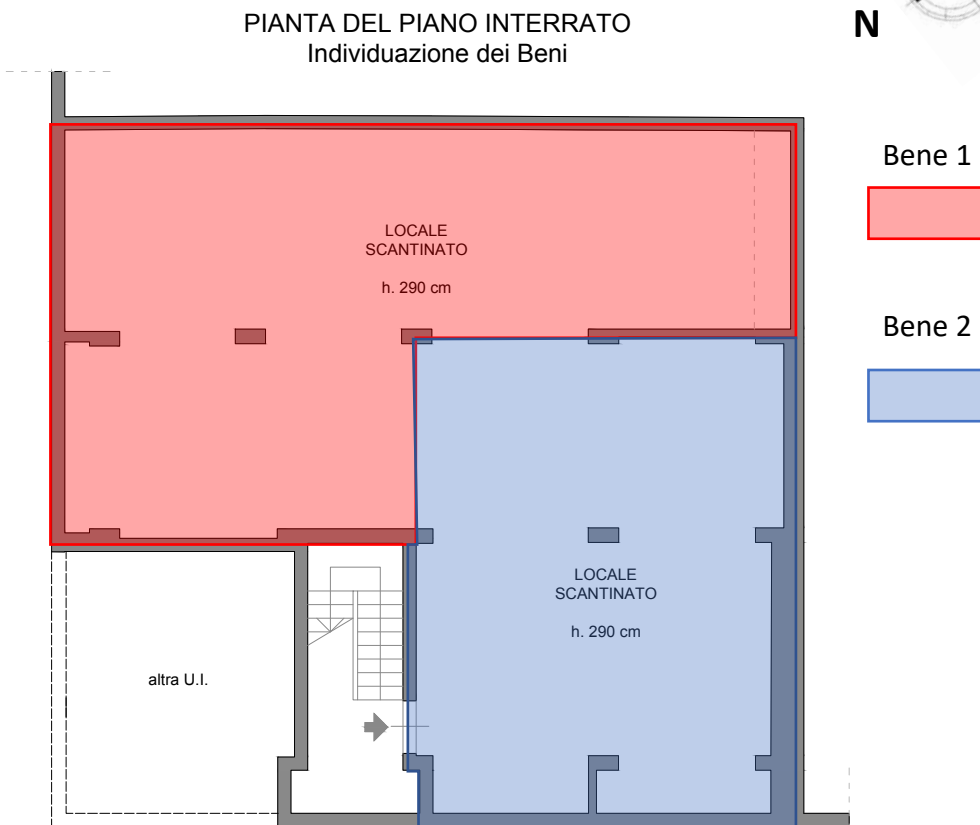 PIANTA DEL PIANO INTERRATO
Individuazione dei Beni
N
Bene 1
LOCALE
SCANTINATO
h. 290 cm
Bene 2
LOCALE
SCANTINATO
h. 290 cm
altra U.I.